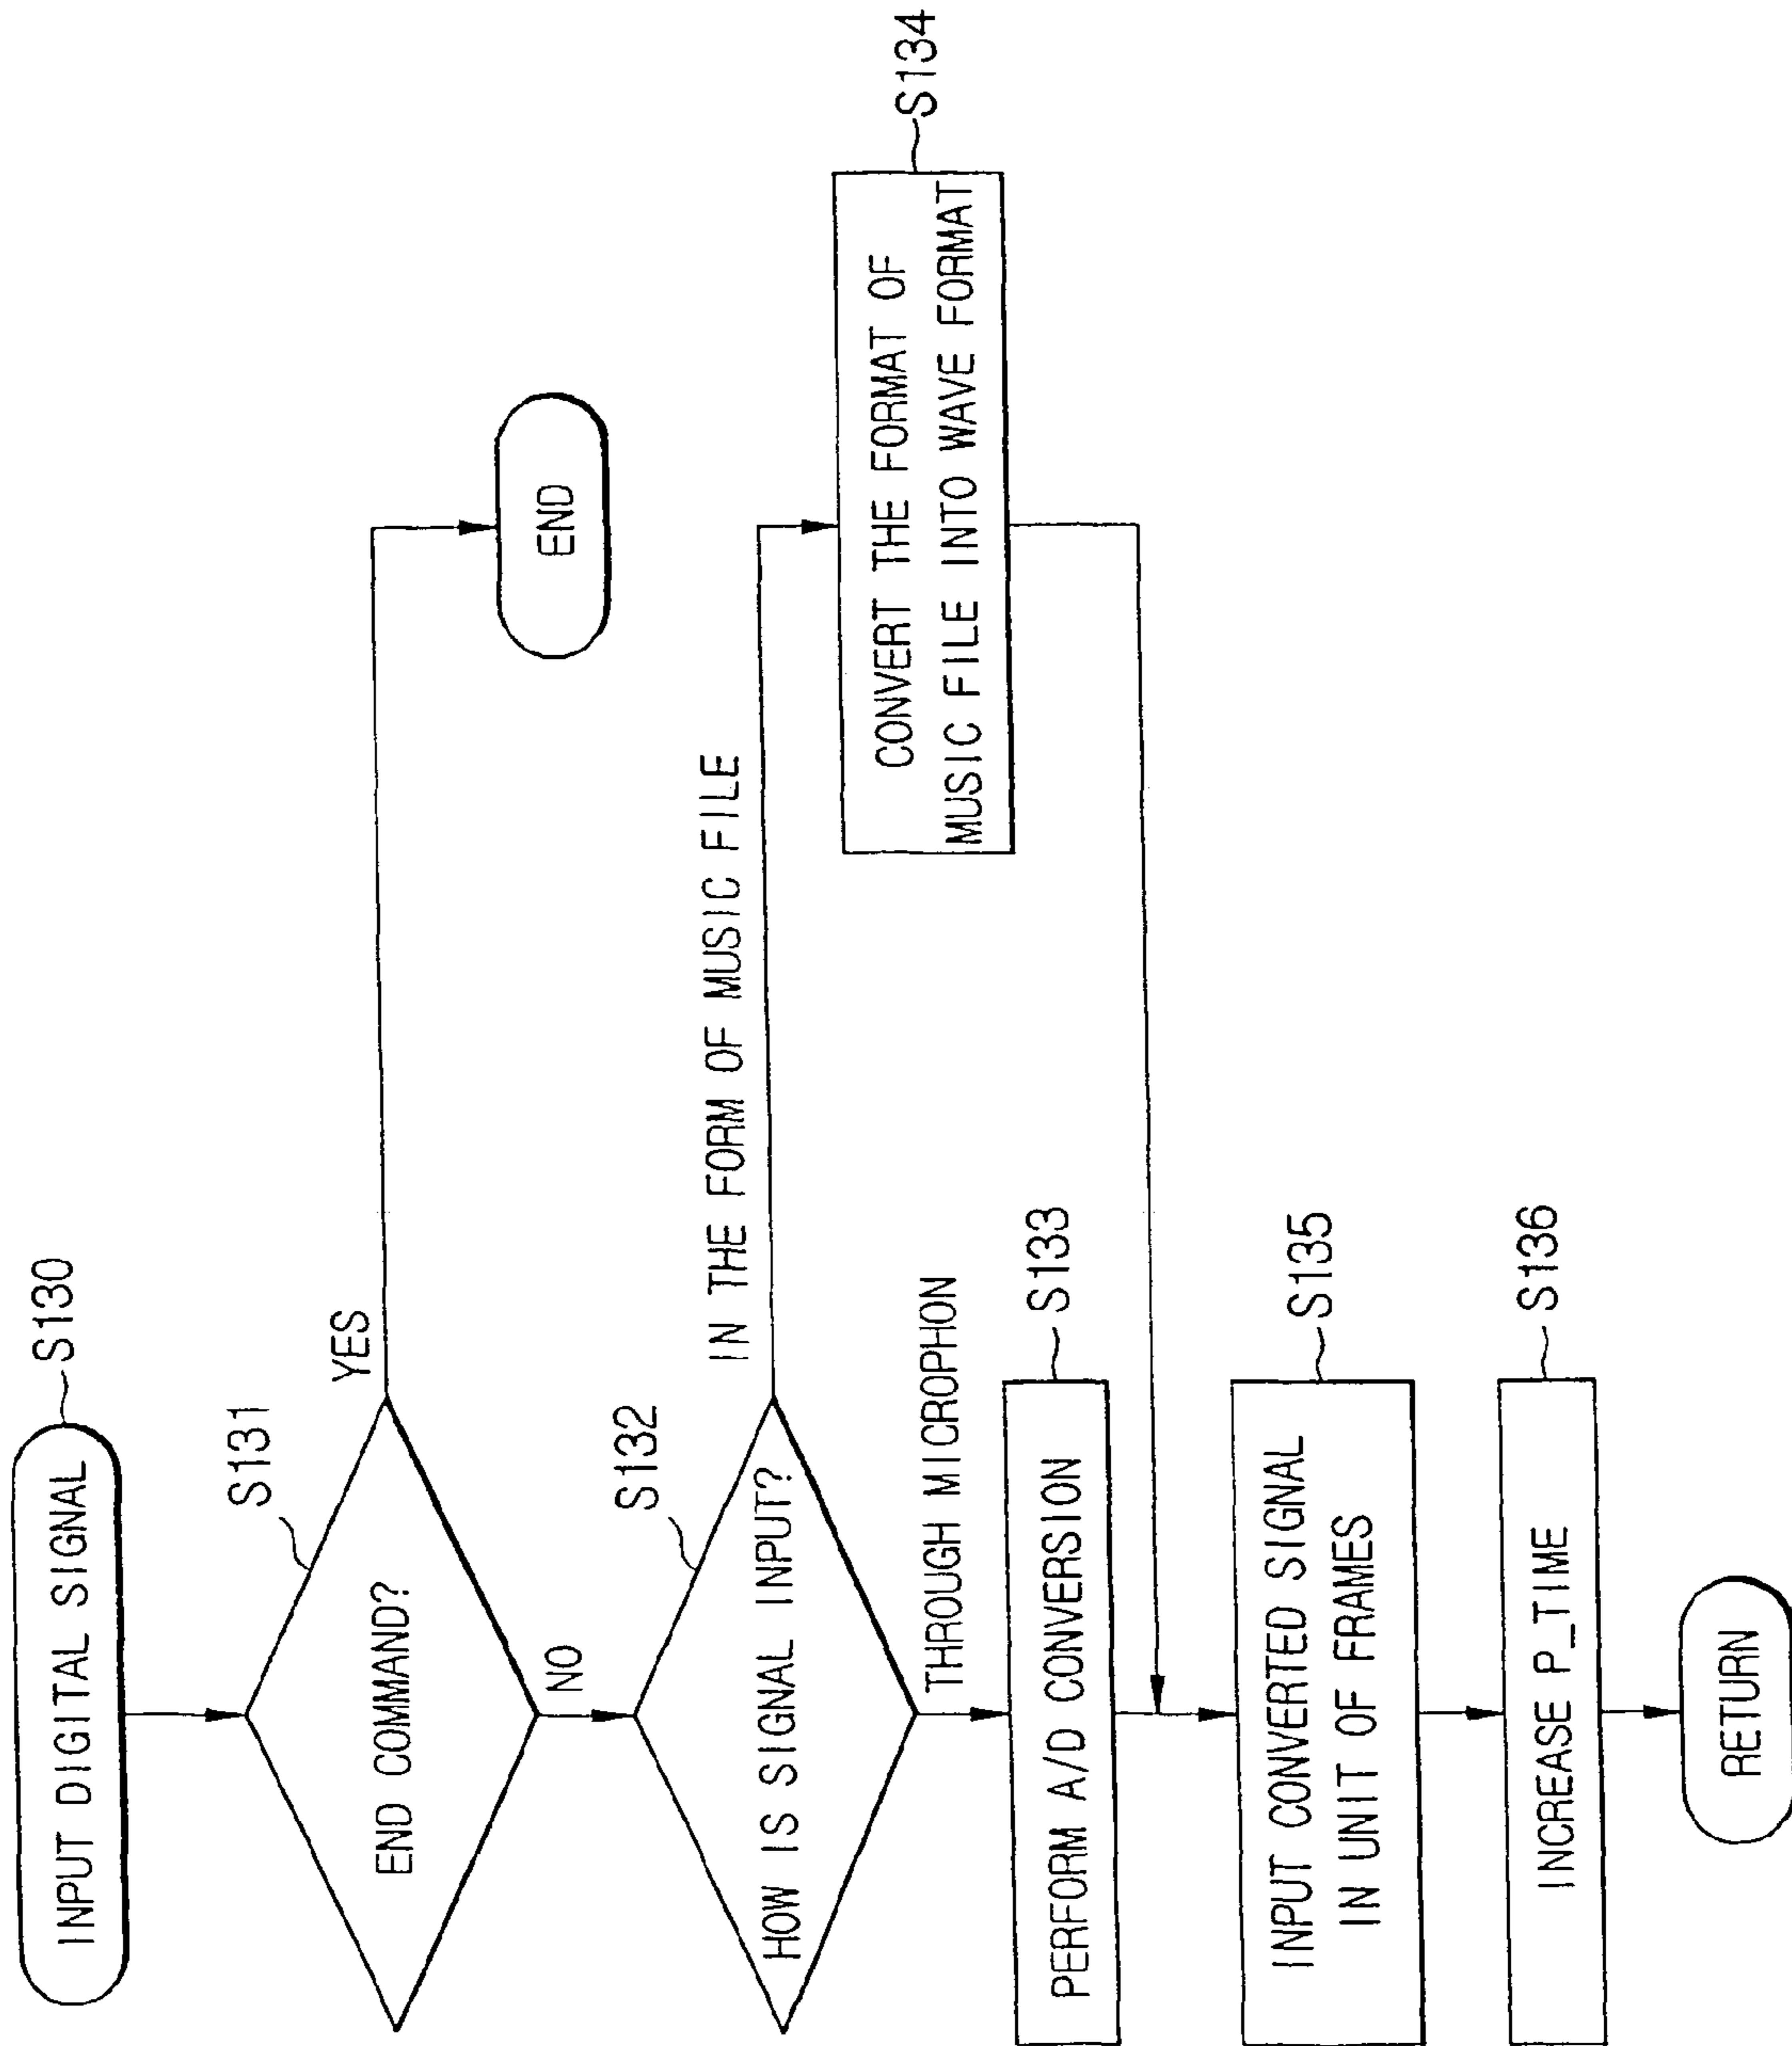 INPUT DIGITAL SIGNAL
S130
S131
END COMMAND?
YES
END
NO
S132
HOW IS SIGNAL INPUT?
IN THE FORM OF MUSIC FILE
THROUGH MICROPHON
CONVERT THE FORMAT OF
MUSIC FILE INTO WAVE FORMAT
S134
PERFORM A/D CONVERSION
S133
INPUT CONVERTED SIGNAL
IN UNIT OF FRAMES
S135
INCREASE P_TIME
S136
RETURN